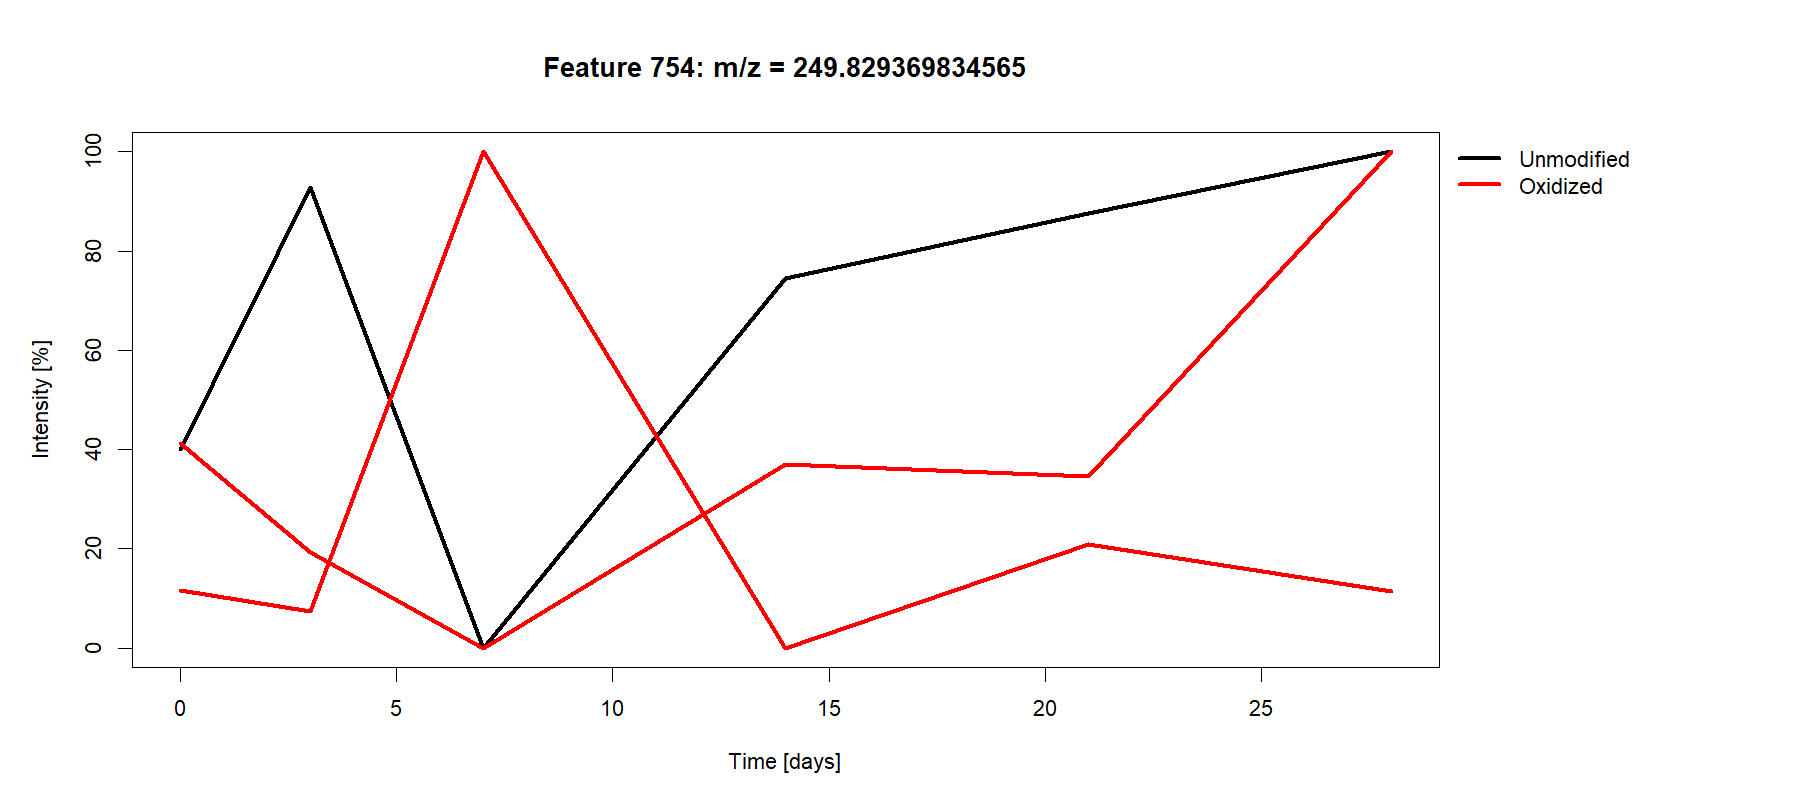 Feature 754: m/z = 249.829369834565
Unmodified
Oxidized
Intensity [%]
100
80
60
40
20
0
0 5 10 15 20 25
Time [days]